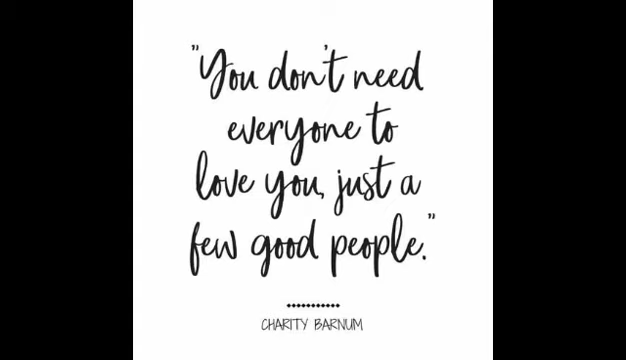 "You don't need
everyone to
love you, just a
few good people."
CHARITY BARNUM